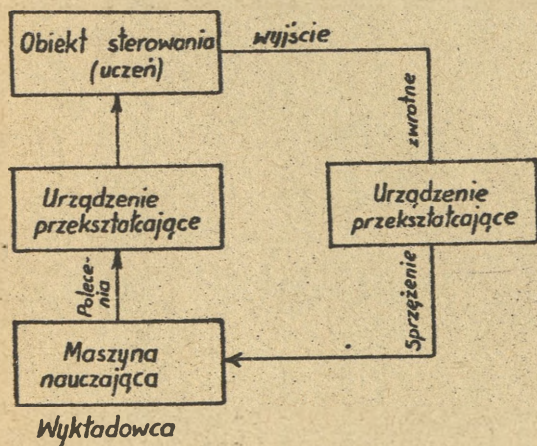 Obiekt sterowania
(uczeń)
wyjście
zwrotne
Urządzenie
przekształcające
Urządzenie
przekształcające
Polece-
nia
Sprzężenie
Maszyna
nauczająca
Wykładowca